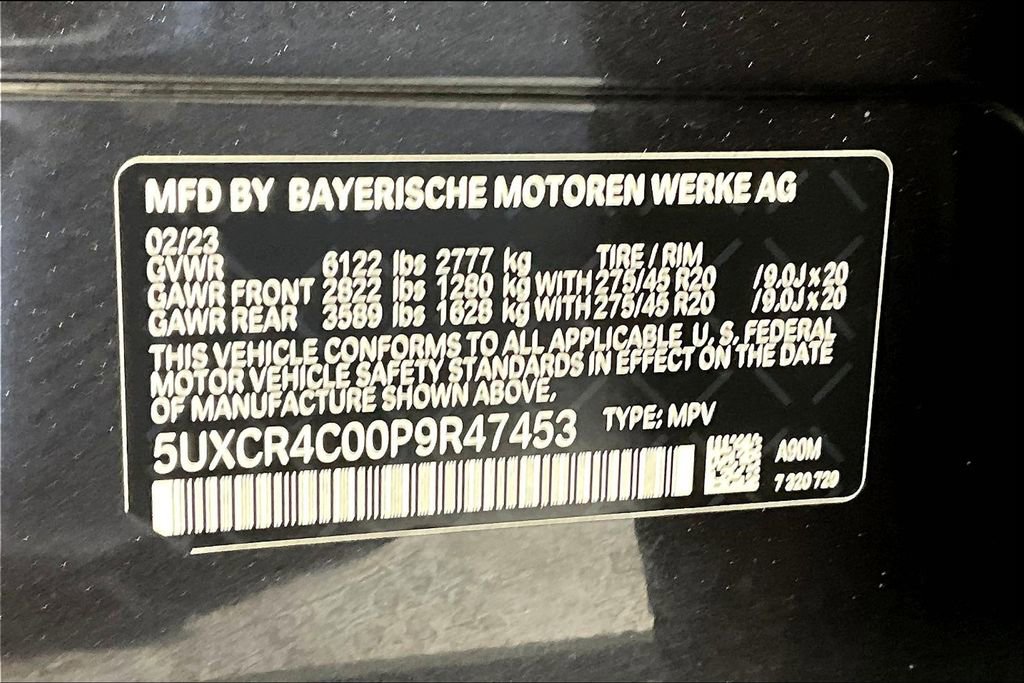 MFD BY BAYERISCHE MOTOREN WERKE AG
02/23
GVWR 6122 lbs 2777 kg TIRE / RIM
GAWR FRONT 2822 lbs 1280 kg WITH 275/45 R20 / 9.0J x 20
GAWR REAR 3589 lbs 1628 kg WITH 275/45 R20 / 9.0J x 20
THIS VEHICLE CONFORMS TO ALL APPLICABLE U.S. FEDERAL
MOTOR VEHICLE SAFETY STANDARDS IN EFFECT ON THE DATE
OF MANUFACTURE SHOWN ABOVE.
5UXCR4C00P9R47453 TYPE: MPV
A90M
7 320 720